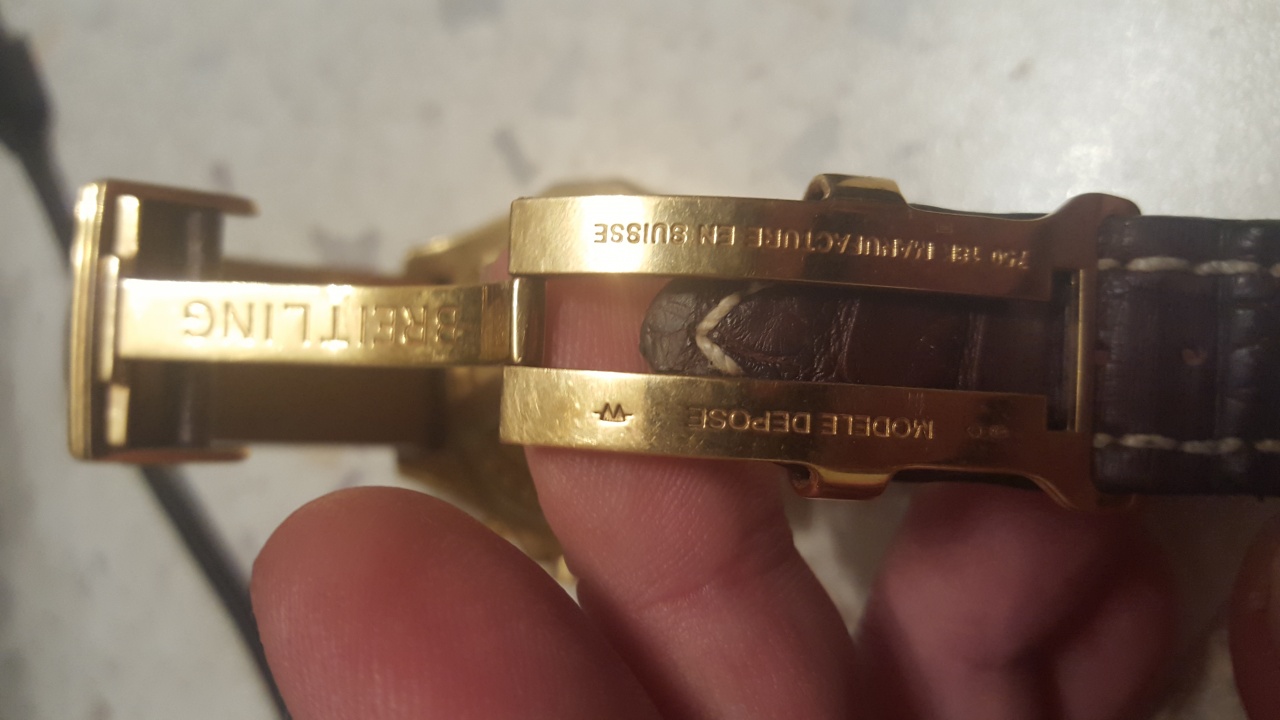 MODELE DEPOSE W
BREITLING
750 18K MANUFACTURE EN SUISSE